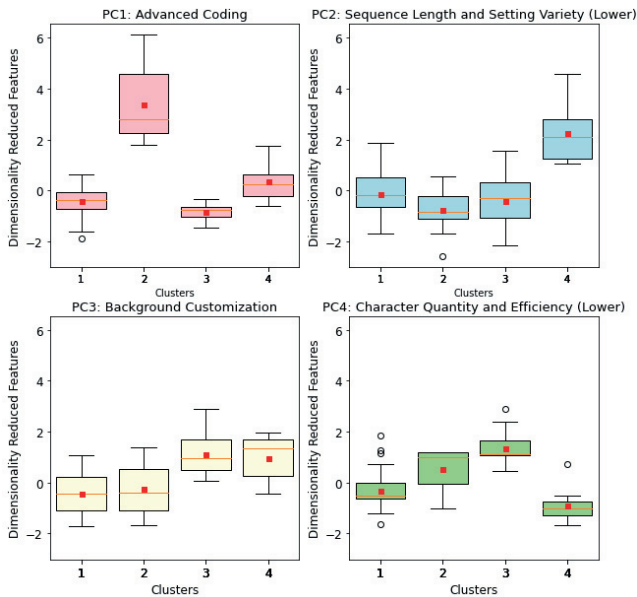 PC1: Advanced Coding
PC2: Sequence Length and Setting Variety (Lower)
Dimensionality Reduced Features
6
4
2
0
−2
1 2 3 4
Clusters
Dimensionality Reduced Features
6
4
2
0
−2
1 2 3 4
Clusters
PC3: Background Customization
PC4: Character Quantity and Efficiency (Lower)
Dimensionality Reduced Features
6
4
2
0
−2
1 2 3 4
Clusters
Dimensionality Reduced Features
6
4
2
0
−2
1 2 3 4
Clusters